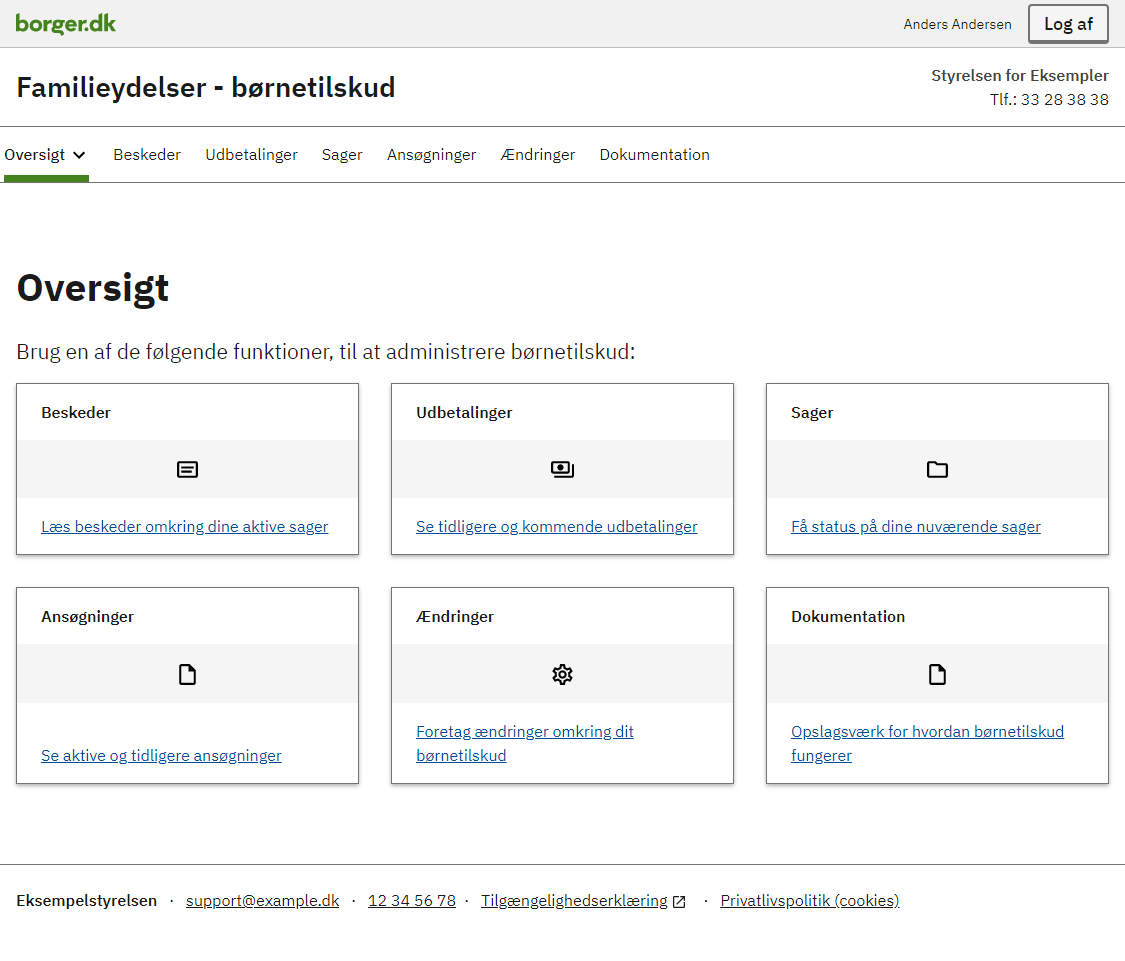 borger.dk
Anders Andersen
Log af
Familieydelser - børnetilskud
Styrelsen for Eksempler
Tlf.: 33 28 38 38
Oversigt
Beskeder
Udbetalinger
Sager
Ansøgninger
Ændringer
Dokumentation
Oversigt
Brug en af de følgende funktioner, til at administrere børnetilskud:
Beskeder
Læs beskeder omkring dine aktive sager
Udbetalinger
Se tidligere og kommende udbetalinger
Sager
Få status på dine nuværende sager
Ansøgninger
Se aktive og tidligere ansøgninger
Ændringer
Foretag ændringer omkring dit
børnetilskud
Dokumentation
Opslagsværk for hvordan børnetilskud
fungerer
Eksempelstyrelsen · support@example.dk · 12 34 56 78 · Tilgængelighedserklæring · Privatlivspolitik (cookies)